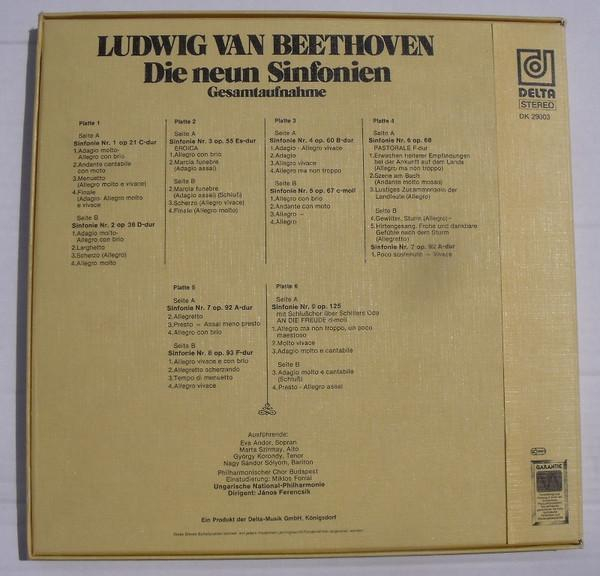 LUDWIG VAN BEETHOVEN
Die neun Sinfonien
Gesamtaufnahme
DELTA
STEREO
DK 29003
Platte 1
Seite A
Sinfonie Nr. 1 op 21 C-dur
1.Adagio molto-
Allegro con brio
2.Andante cantabile
con moto
3.Menuetto
(Allegro molto e vivace)
4.Finale
(Adagio- Allegro molto
e vivace)
Seite B
Sinfonie Nr. 2 op 36 D-dur
1.Adagio molto-
Allegro con brio
2.Larghetto
3.Scherzo (Allegro)
4.Allegro molto
Platte 2
Seite A
Sinfonie Nr. 3 op. 55 Es-dur
EROICA
1.Allegro con brio
2.Marcia funebre
(Adagio assai)
Seite B
2.Marcia funebre
(Adagio assai) (Schluß)
3.Scherzo (Allegro vivace)
4.Finale (Allegro molto)
Platte 3
Seite A
Sinfonie Nr. 4 op. 60 B-dur
1.Adagio - Allegro vivace
2.Adagio
3.Allegro vivace
4.Allegro ma non troppo
Seite B
Sinfonie Nr. 5 op. 67 c-moll
1.Allegro con brio
2.Andante con moto
3.Allegro –
4.Allegro
Platte 4
Seite A
Sinfonie Nr. 6 op. 68
PASTORALE F-dur
1.Erwachen heiterer Empfindungen
bei der Ankunft auf dem Lande
(Allegro ma non troppo)
2.Szene am Bach
(Andante molto mosso)
3.Lustiges Zusammensein der
Landleute (Allegro)
Seite B
4.Gewitter, Sturm (Allegro) –
5.Hirtengesang. Frohe und dankbare
Gefühle nach dem Sturm
(Allegretto)
Sinfonie Nr. 7 op. 92 A-dur
1.Poco sostenuto – Vivace
Platte 5
Seite A
Sinfonie Nr. 7 op. 92 A-dur
2.Allegretto
3.Presto – Assai meno presto
4.Allegro con brio
Seite B
Sinfonie Nr. 8 op. 93 F-dur
1.Allegro vivace e con brio
2.Allegretto scherzando
3.Tempo di menuetto
4.Allegro vivace
Platte 6
Seite A
Sinfonie Nr. 9 op. 125
mit Schlußchor über Schillers Ode
AN DIE FREUDE d-moll
1.Allegro ma non troppo, un poco
maestoso
2.Molto vivace
3.Adagio molto e cantabile
Seite B
3.Adagio molto e cantabile
(Schluß)
4.Presto - Allegro assai
Ausführende:
Eva Andor, Sopran
Marta Szirmay, Alto
György Korondy, Tenor
Nagy Sándor Sólyom, Bariton
Philharmonischer Chor Budapest
Einstudierung: Miklos Forrai
Ungarische National-Philharmonie
Dirigent: János Ferencsik
Ein Produkt der Delta-Musik GmbH, Königsdorf
GARANTIE